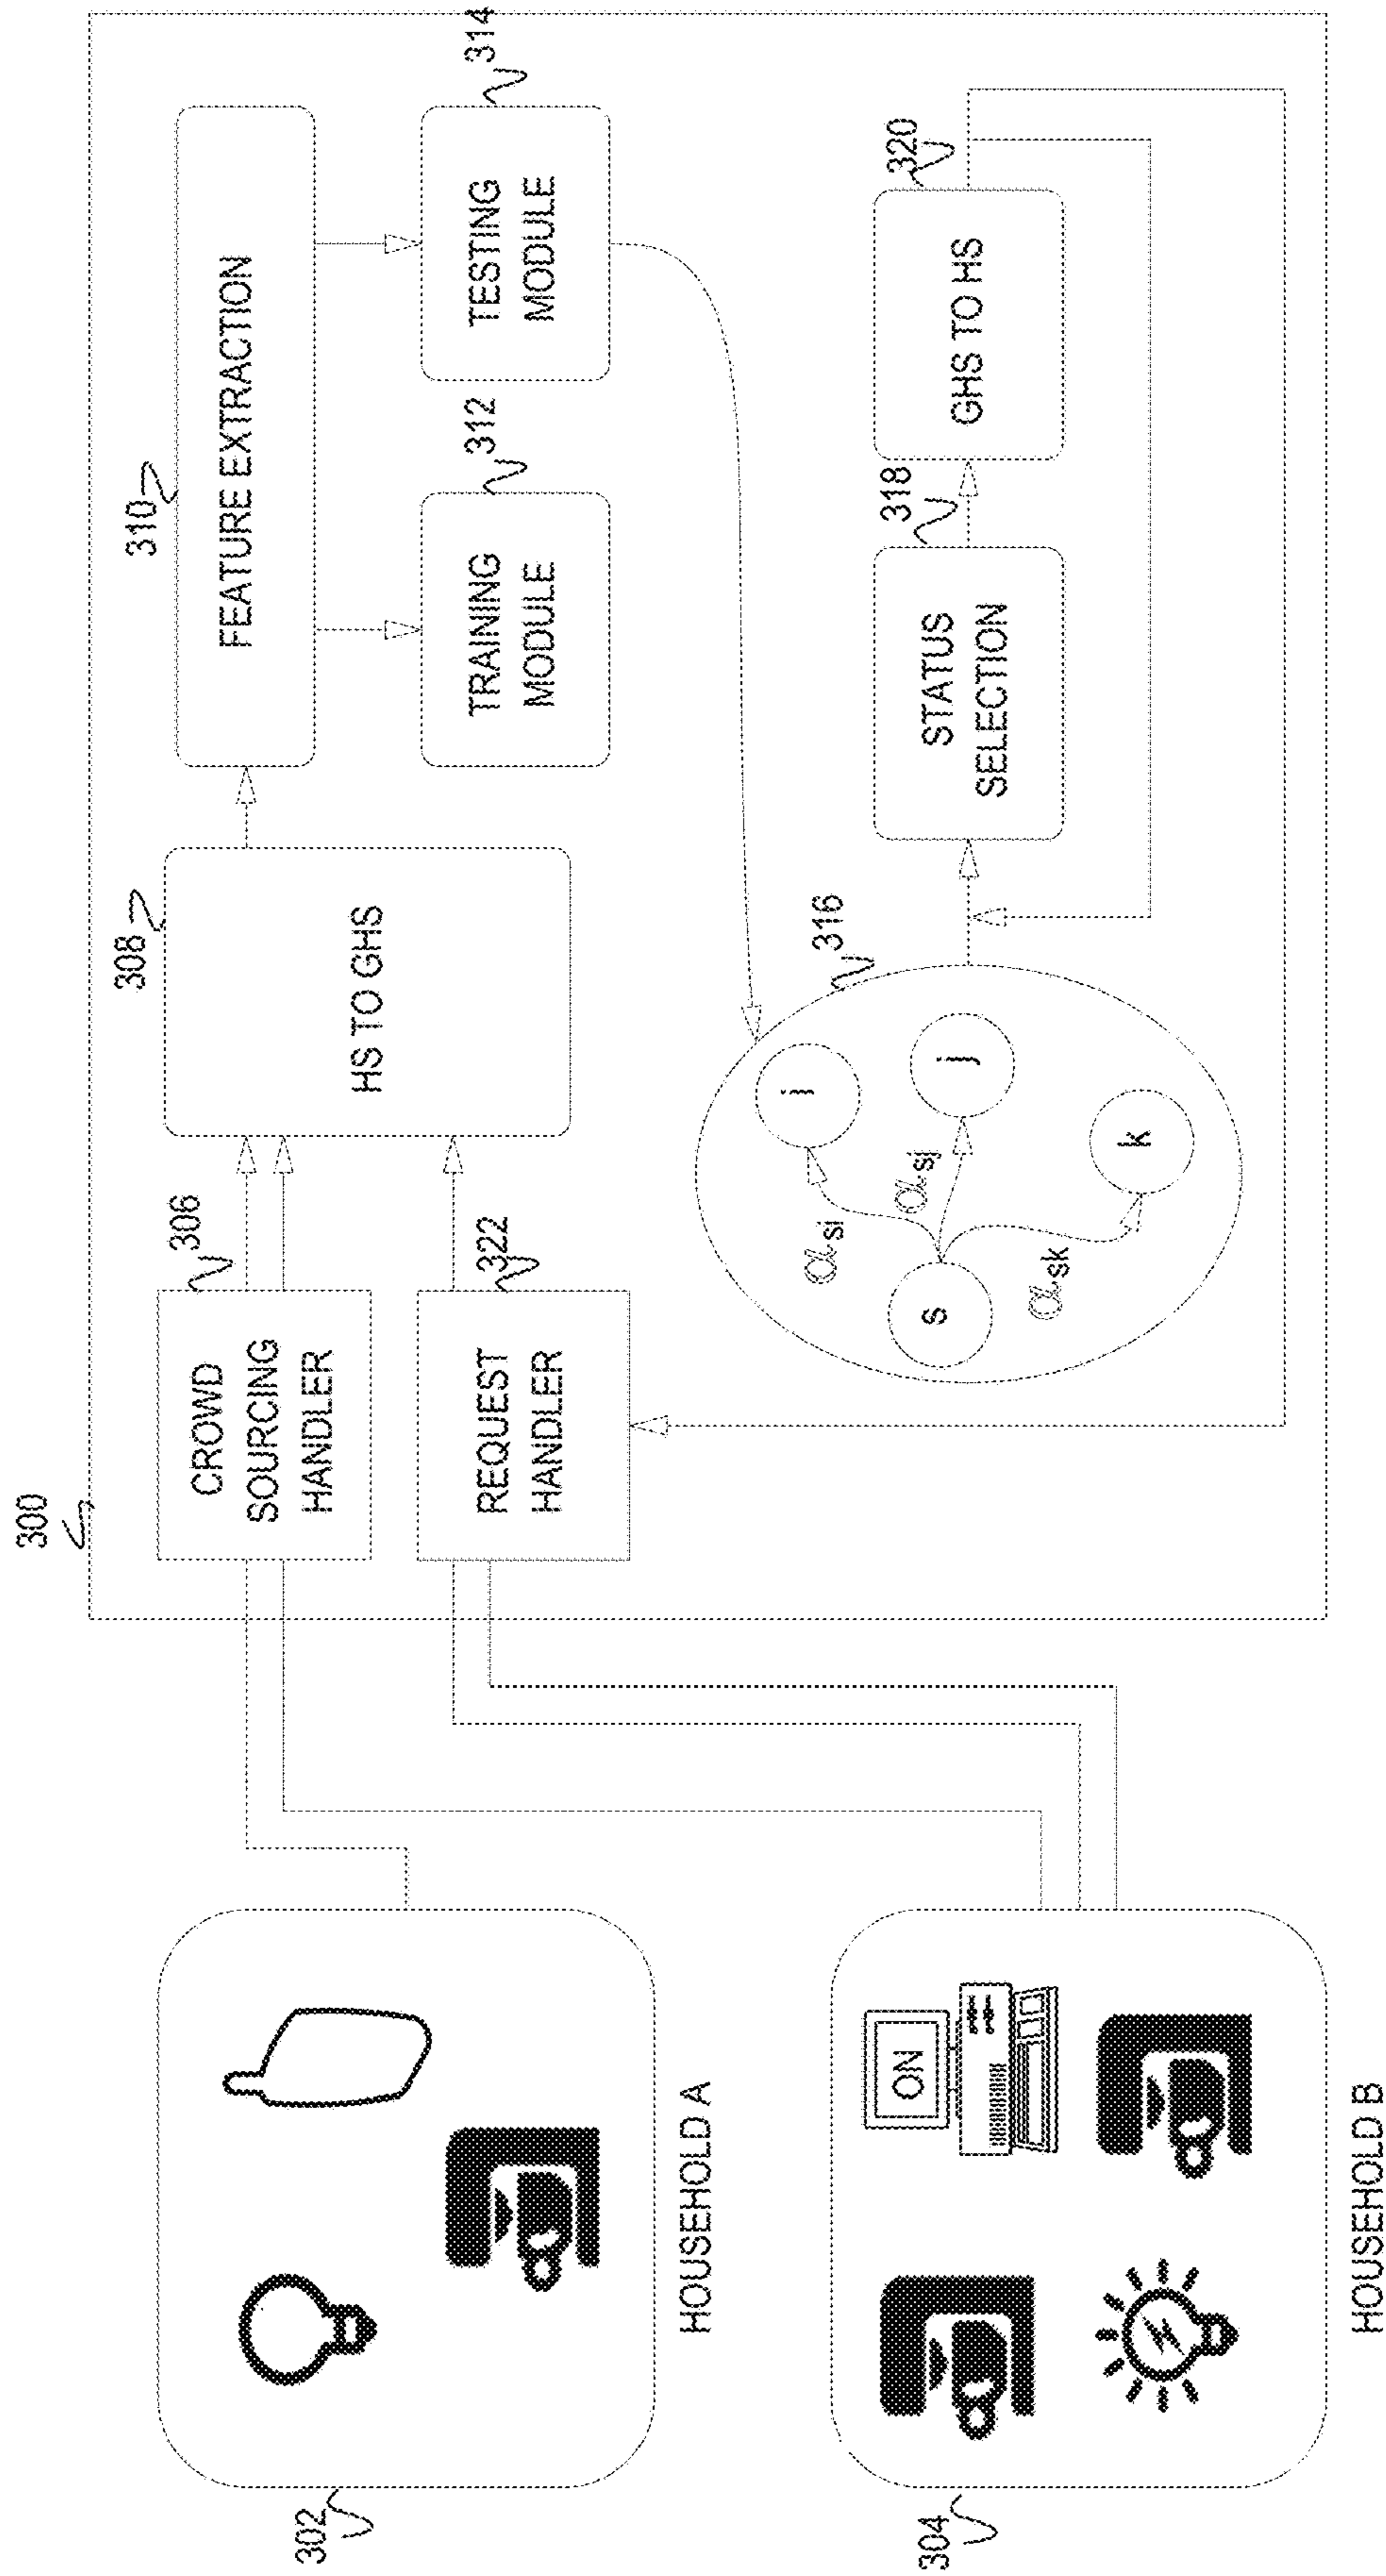 300
302
HOUSEHOLD A
304
ON
HOUSEHOLD B
306
CROWD
SOURCING
HANDLER
322
REQUEST
HANDLER
308
HS TO GHS
310
FEATURE EXTRACTION
312
TRAINING
MODULE
314
TESTING
MODULE
316
s
i
j
k
αsi
αsj
αsk
318
STATUS
SELECTION
320
GHS TO HS